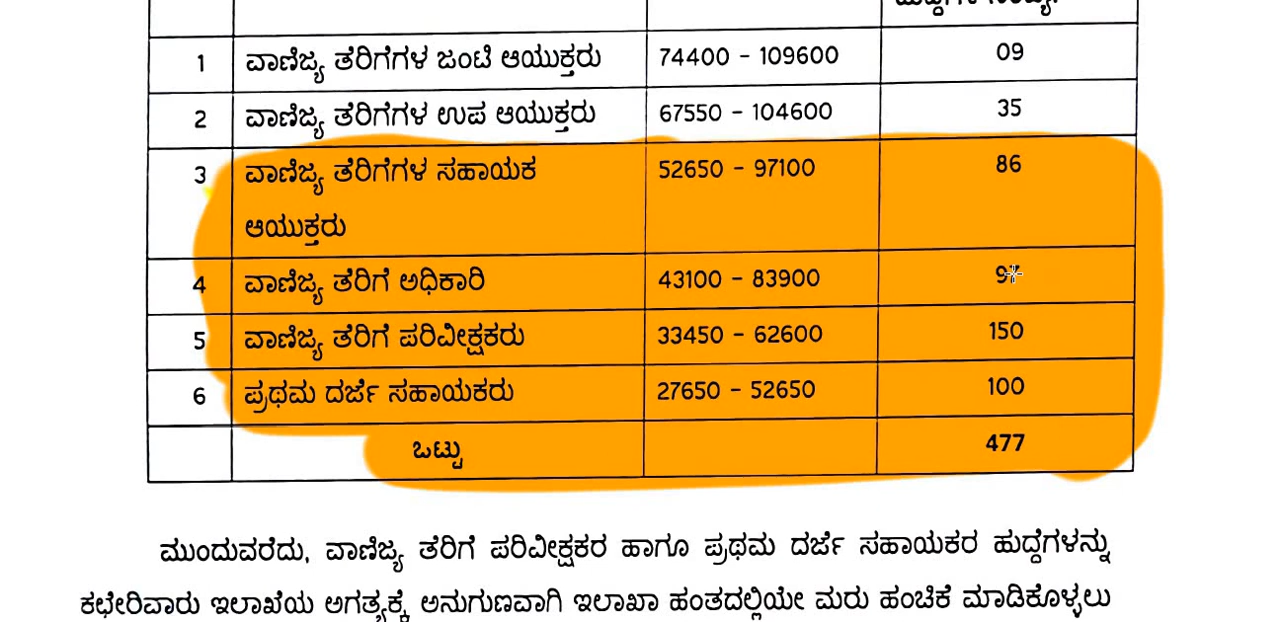 1 ವಾಣಿಜ್ಯ ತೆರಿಗೆಗಳ ಜಂಟಿ ಆಯುಕ್ತರು 74400 - 109600 09
2 ವಾಣಿಜ್ಯ ತೆರಿಗೆಗಳ ಉಪ ಆಯುಕ್ತರು 67550 - 104600 35
3 ವಾಣಿಜ್ಯ ತೆರಿಗೆಗಳ ಸಹಾಯಕ 52650 - 97100 86
ಆಯುಕ್ತರು
4 ವಾಣಿಜ್ಯ ತೆರಿಗೆ ಅಧಿಕಾರಿ 43100 - 83900 97
5 ವಾಣಿಜ್ಯ ತೆರಿಗೆ ಪರಿವೀಕ್ಷಕರು 33450 - 62600 150
6 ಪ್ರಥಮ ದರ್ಜೆ ಸಹಾಯಕರು 27650 - 52650 100
ಒಟ್ಟು 477
ಮುಂದುವರೆದು, ವಾಣಿಜ್ಯ ತೆರಿಗೆ ಪರಿವೀಕ್ಷಕರ ಹಾಗೂ ಪ್ರಥಮ ದರ್ಜೆ ಸಹಾಯಕರ ಹುದ್ದೆಗಳನ್ನು
ಕಛೇರಿವಾರು ಇಲಾಖೆಯ ಅಗತ್ಯಕ್ಕೆ ಅನುಗುಣವಾಗಿ ಇಲಾಖಾ ಹಂತದಲ್ಲಿಯೇ ಮರು ಹಂಚಿಕೆ ಮಾಡಿಕೊಳ್ಳಲು